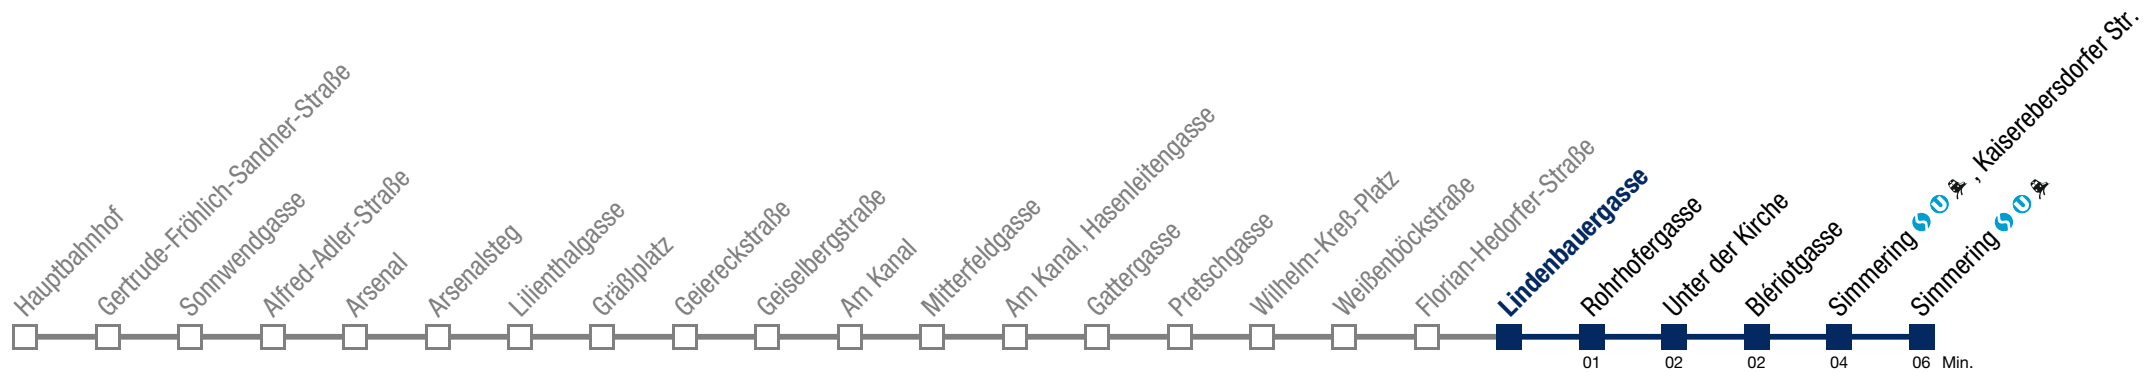 Hauptbahnhof
Gertrude-Fröhlich-Sandner-Straße
Sonnwendgasse
Alfred-Adler-Straße
Arsenal
Arsenalsteg
Lilienthalgasse
Gräßlplatz
Geiereckstraße
Geiselbergstraße
Am Kanal
Mitterfeldgasse
Am Kanal, Hasenleitengasse
Gattergasse
Pretschgasse
Wilhelm-Kreß-Platz
Weißenböckstraße
Florian-Hedorfer-Straße
Lindenbauergasse
Rohrhofergasse
Unter der Kirche
Blériotgasse
Simmering S U , Kaiserebersdorfer Str.
Simmering S U
01 02 02 04 06 Min.